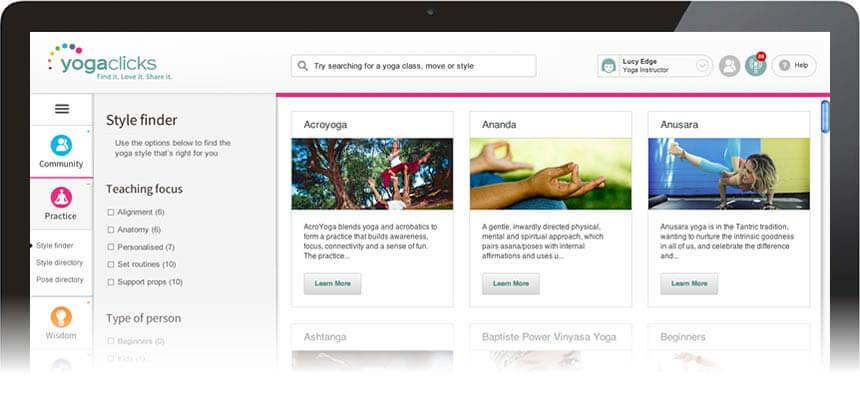 yogaclicks
Find it. Love it. Share it.
Try searching for a yoga class, move or style
Lucy Edge
Yoga Instructor
Help
Community
Practice
Style finder
Style directory
Pose directory
Wisdom
Style finder
Use the options below to find the
yoga style that's right for you
Teaching focus
Alignment (6)
Anatomy (6)
Personalised (7)
Set routines (10)
Support props (10)
Type of person
Beginners (0)
Kids (1)
Acroyoga
AcroYoga blends yoga and acrobatics to
form a practice that builds awareness,
focus, connectivity and a sense of fun.
The practice...
Learn More
Ananda
A gentle, inwardly directed physical,
mental and spiritual approach, which
pairs asana/poses with internal
affirmations and uses u...
Learn More
Anusara
Anusara yoga is in the Tantric tradition,
wanting to nurture the intrinsic goodness
in all of us, and celebrate the difference
and...
Learn More
Ashtanga
Baptiste Power Vinyasa Yoga
Beginners